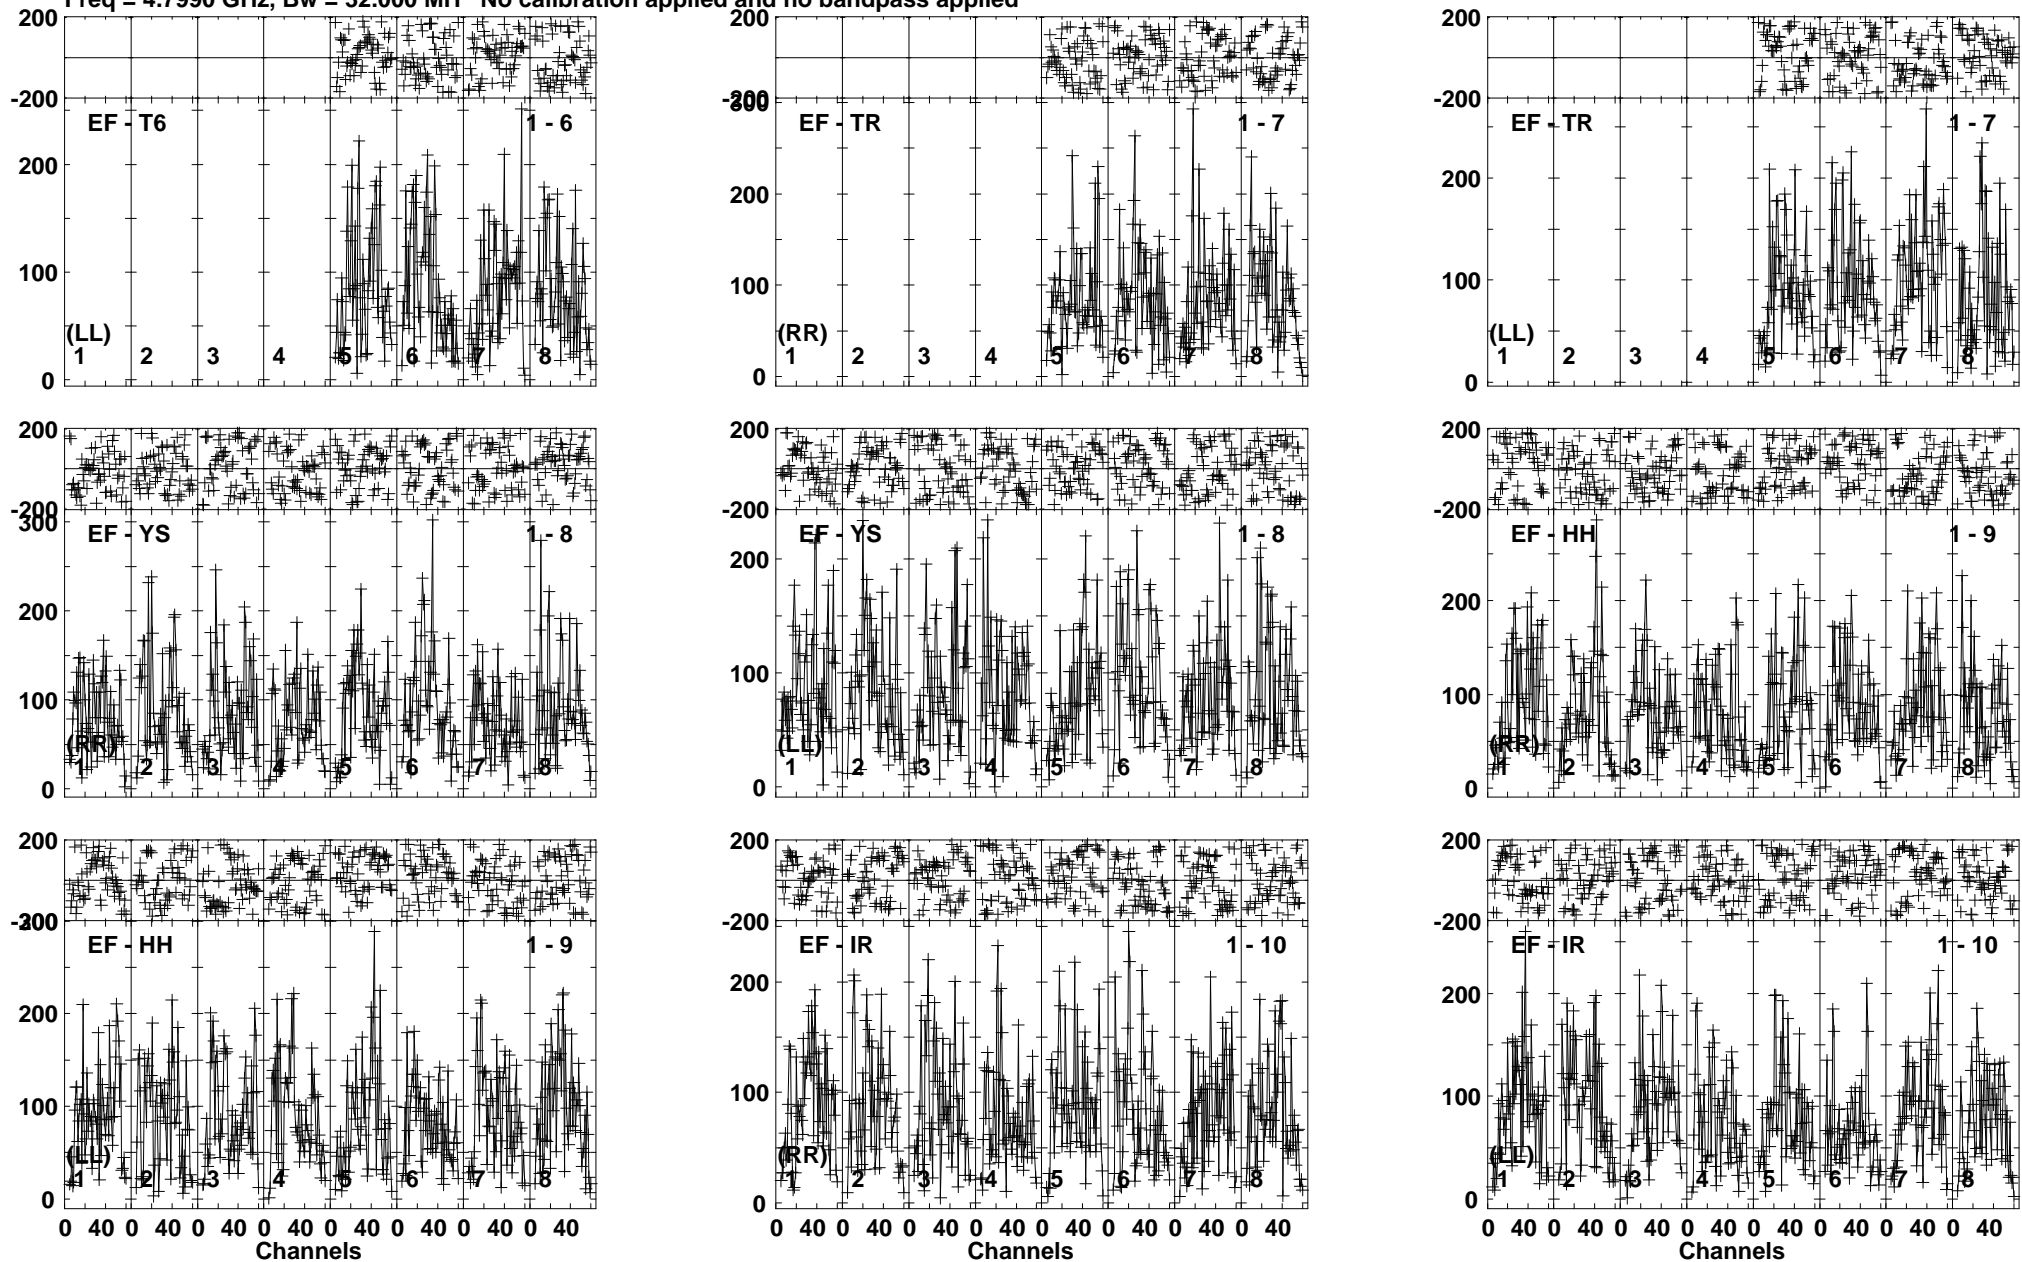 Freq = 4.7990 GHz, Bw = 32.000 MH No calibration applied and no bandpass applied
200 200 200
-200 -200 -200
300
EF - T6 1 - 6 EF - TR 1 - 7 EF - TR 1 - 7
200 200 200
100 100 100
0 0 0
(LL) (RR) (LL)
1 2 3 4 5 6 7 8 1 2 3 4 5 6 7 8 1 2 3 4 5 6 7 8
200 200 200
-200 -200 -200
300
EF - YS 1 - 8 EF - YS 1 - 8 EF - HH 1 - 9
200 200 200
100 100 100
0 0 0
(RR) (LL) (RR)
1 2 3 4 5 6 7 8 1 2 3 4 5 6 7 8 1 2 3 4 5 6 7 8
200 200 200
-200 -200 -200
300
EF - HH 1 - 9 EF - IR 1 - 10 EF - IR 1 - 10
200 200 200
100 100 100
0 0 0
(LL) (RR) (LL)
1 2 3 4 5 6 7 8 1 2 3 4 5 6 7 8 1 2 3 4 5 6 7 8
0 40 0 40 0 40 0 40 0 40 0 40 0 40 0 40 0 40 0 40 0 40 0 40 0 40 0 40 0 40 0 40 0 40 0 40 0 40 0 40 0 40 0 40 0 40 0 40
Channels Channels Channels